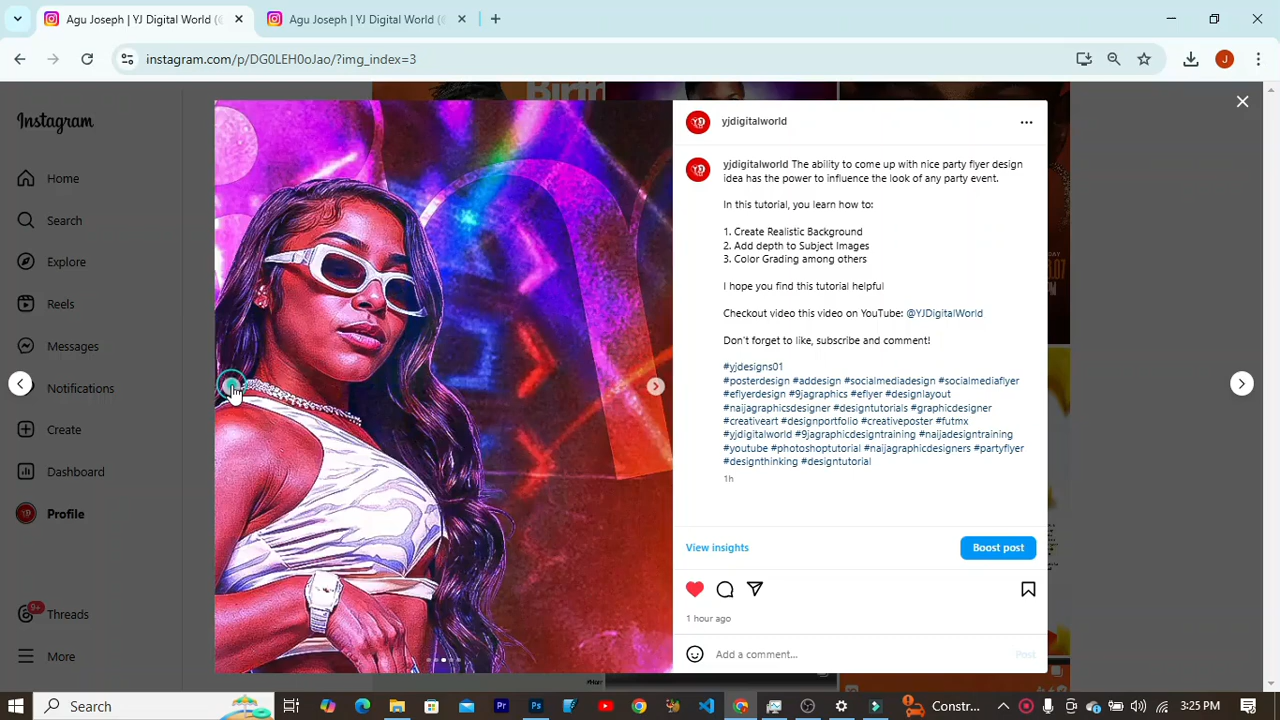 Agu Joseph | YJ Digital World (
Agu Joseph | YJ Digital World (
instagram.com/p/DG0LEH0oJao/?img_index=3
J
Birth
Instagram
Home
Search
Explore
Reels
Messages
Notifications
Create
Dashboard
Profile
9+
Threads
More
yjdigitalworld
yjdigitalworld The ability to come up with nice party flyer design
idea has the power to influence the look of any party event.
In this tutorial, you learn how to:
1. Create Realistic Background
2. Add depth to Subject Images
3. Color Grading among others
I hope you find this tutorial helpful
Checkout video this video on YouTube: @YJDigitalWorld
Don't forget to like, subscribe and comment!
#yjdesigns01
#posterdesign #addesign #socialmediadesign #socialmediaflyer
#eflyerdesign #9jagraphics #eflyer #designlayout
#naijagraphicsdesigner #designtutorials #graphicdesigner
#creativeart #designportfolio #creativeposter #futmx
#yjdigitalworld #9jagraphicdesigntraining #naijadesigntraining
#youtube #photoshoptutorial #naijagraphicdesigners #partyflyer
#designthinking #designtutorial
1h
View insights
Boost post
1 hour ago
Add a comment...
Post
Search
Pr
Ps
Constr...
3:25 PM